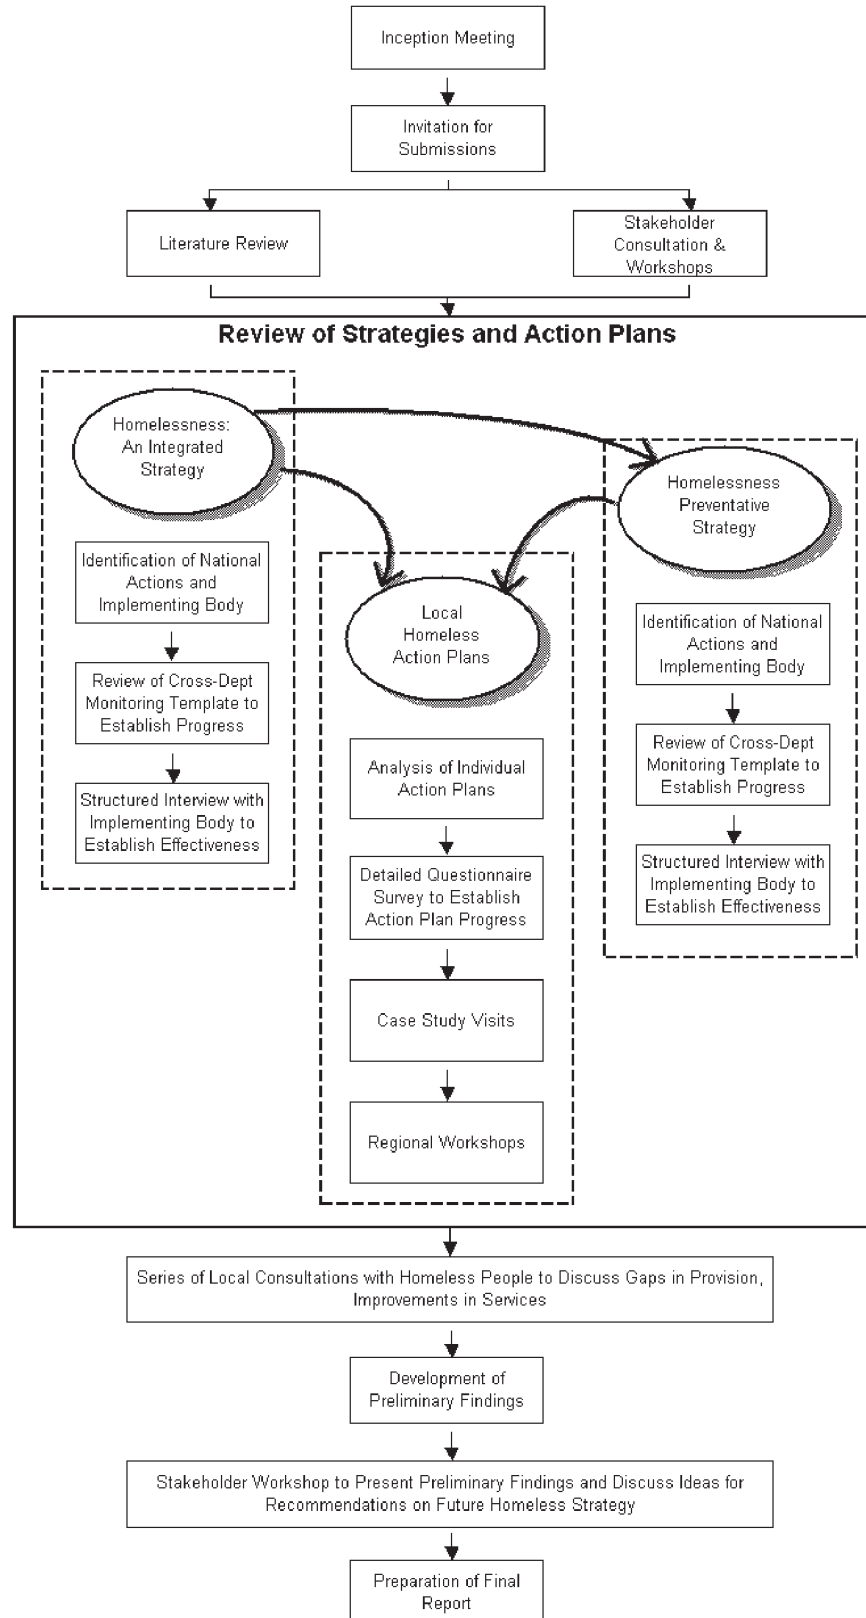 Inception Meeting
Invitation for
Submissions
Literature Review
Stakeholder
Consultation &
Workshops
Review of Strategies and Action Plans
Homelessness:
An Integrated
Strategy
Identification of National
Actions and
Implementing Body
Review of Cross-Dept
Monitoring Template to
Establish Progress
Structured Interview with
Implementing Body to
Establish Effectiveness
Local
Homeless
Action Plans
Analysis of Individual
Action Plans
Detailed Questionnaire
Survey to Establish
Action Plan Progress
Case Study Visits
Regional Workshops
Homelessness
Preventative
Strategy
Identification of National
Actions and
Implementing Body
Review of Cross-Dept
Monitoring Template to
Establish Progress
Structured Interview with
Implementing Body to
Establish Effectiveness
Series of Local Consultations with Homeless People to Discuss Gaps in Provision,
Improvements in Services
Development of
Preliminary Findings
Stakeholder Workshop to Present Preliminary Findings and Discuss Ideas for
Recommendations on Future Homeless Strategy
Preparation of Final
Report